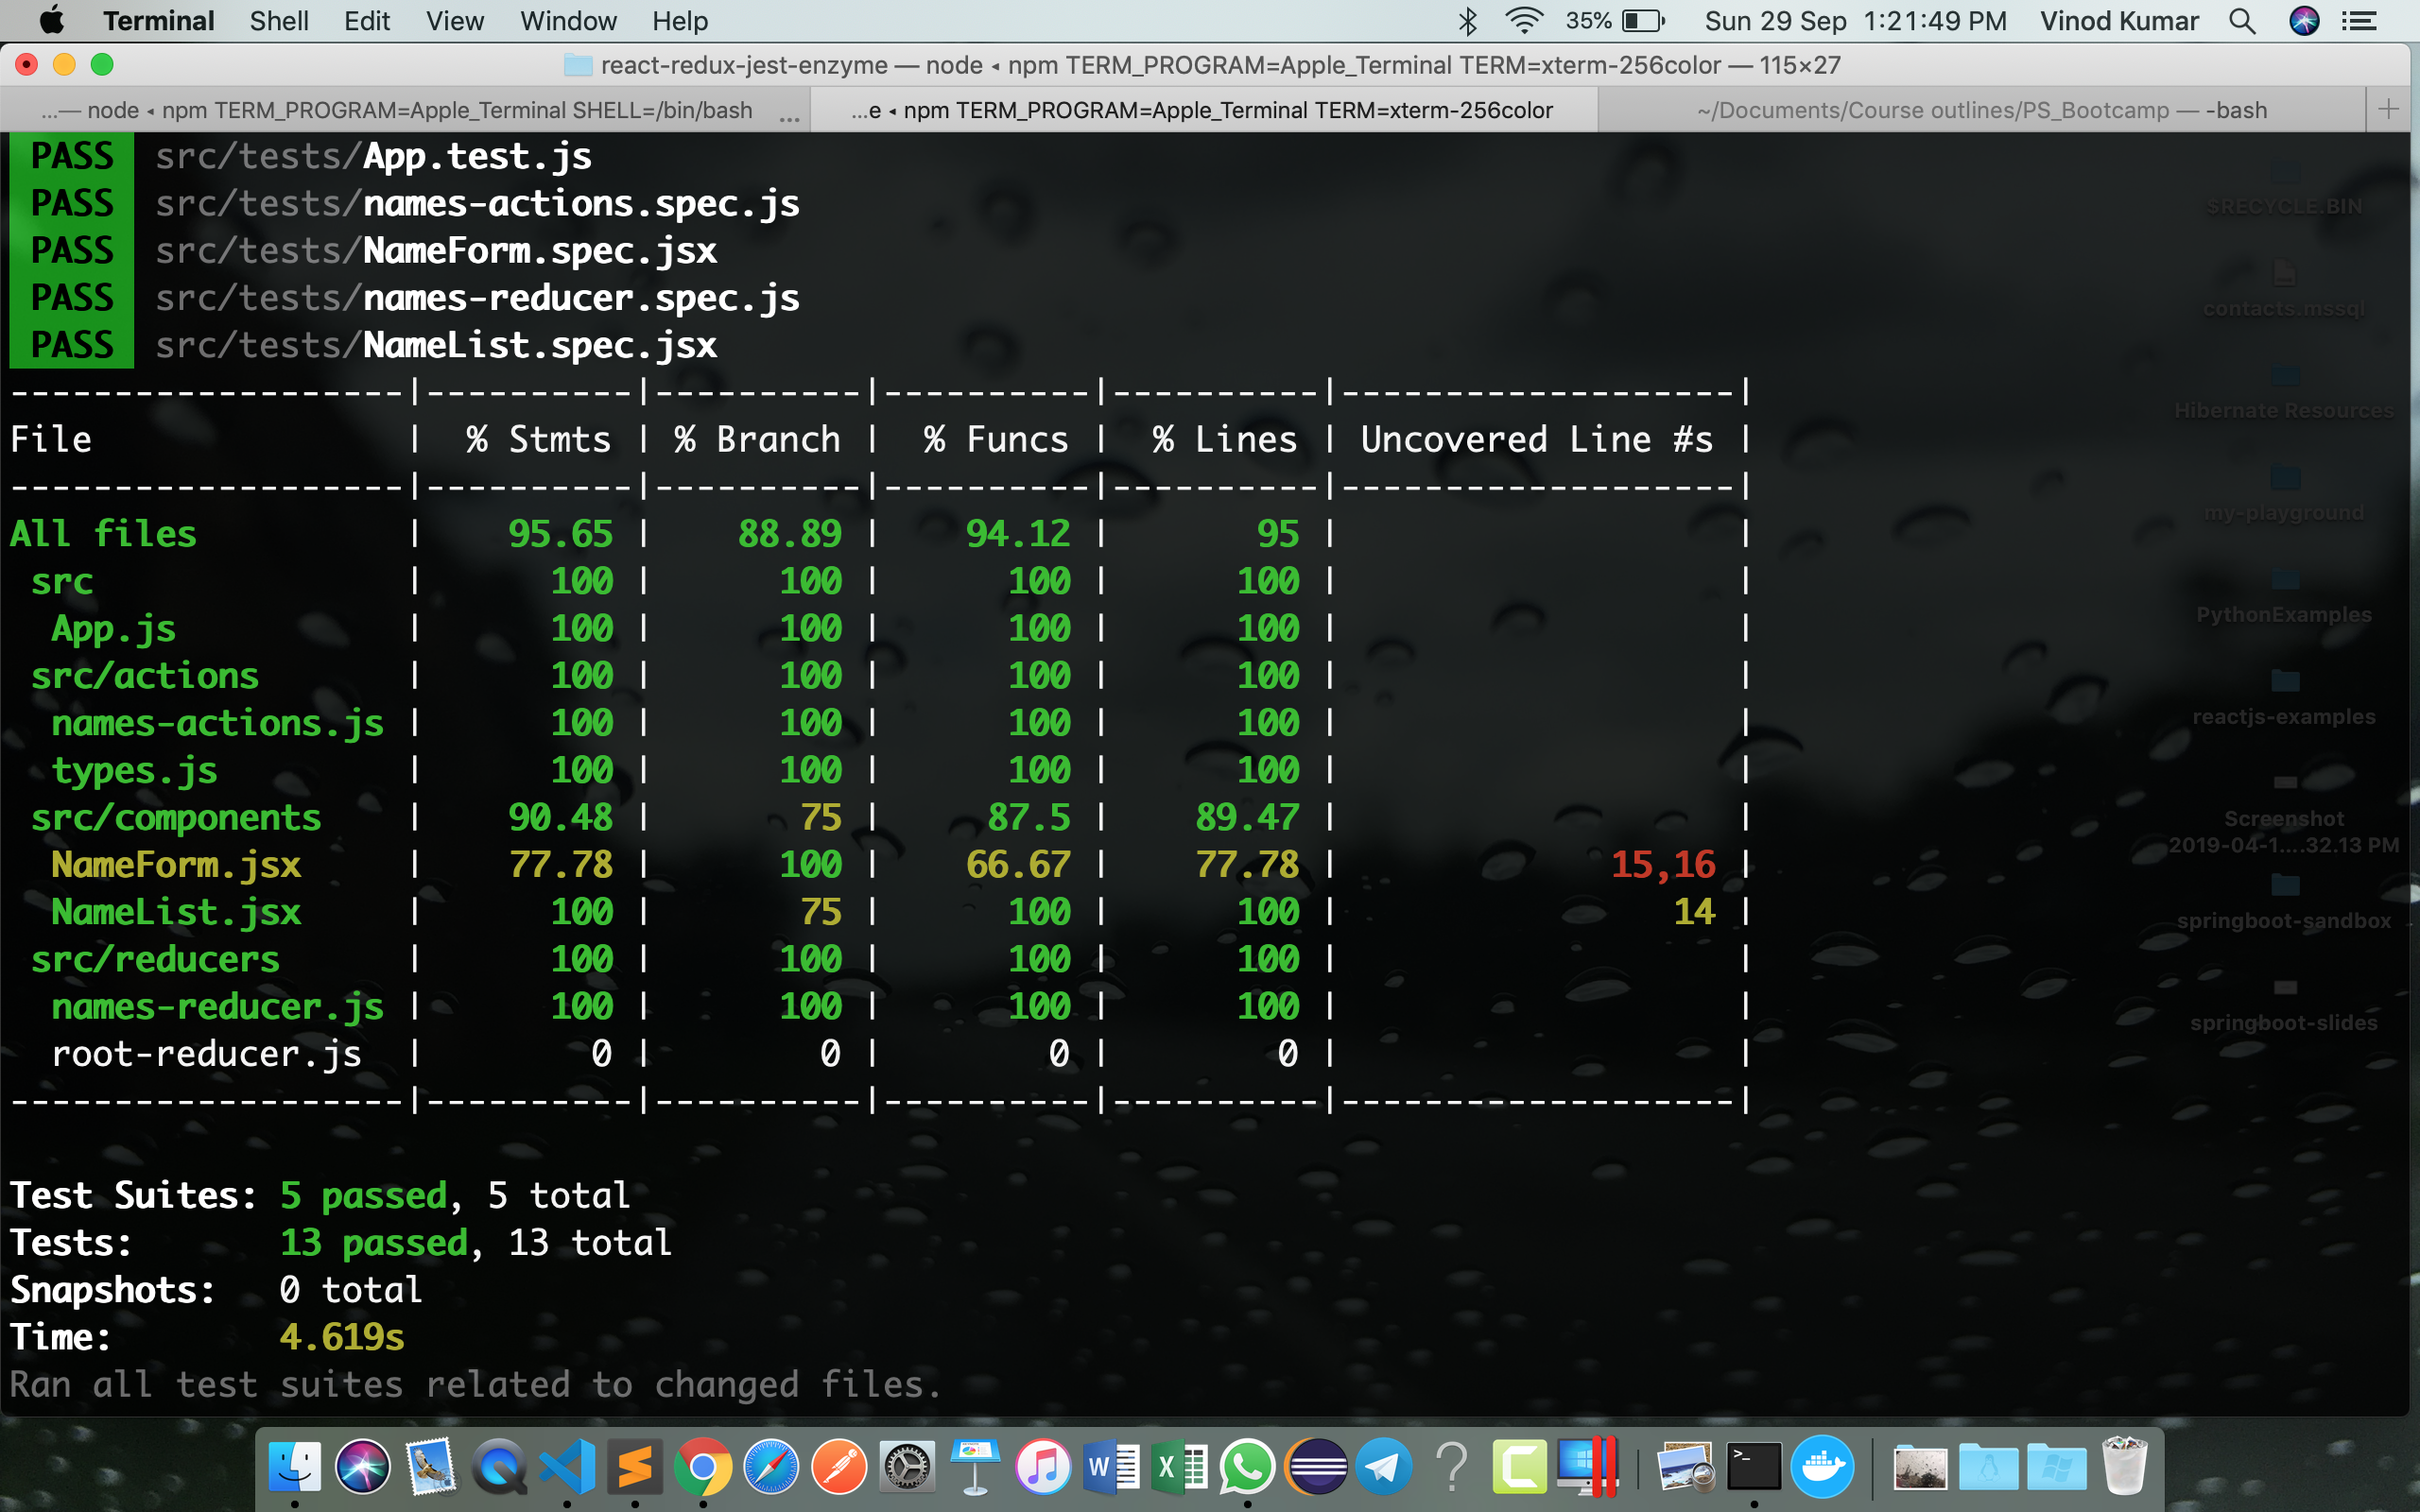 Terminal Shell Edit View Window Help 35% Sun 29 Sep 1:21:49 PM Vinod Kumar
react-redux-jest-enzyme — node ◂ npm TERM_PROGRAM=Apple_Terminal TERM=xterm-256color — 115×27
...— node ◂ npm TERM_PROGRAM=Apple_Terminal SHELL=/bin/bash ... ...e ◂ npm TERM_PROGRAM=Apple_Terminal TERM=xterm-256color ~/Documents/Course outlines/PS_Bootcamp — -bash +
PASS src/tests/App.test.js
PASS src/tests/names-actions.spec.js
PASS src/tests/NameForm.spec.jsx
PASS src/tests/names-reducer.spec.js
PASS src/tests/NameList.spec.jsx
-------------------|----------|----------|----------|----------|-------------------|
File | % Stmts | % Branch | % Funcs | % Lines | Uncovered Line #s |
-------------------|----------|----------|----------|----------|-------------------|
All files | 95.65 | 88.89 | 94.12 | 95 | |
src | 100 | 100 | 100 | 100 | |
App.js | 100 | 100 | 100 | 100 | |
src/actions | 100 | 100 | 100 | 100 | |
names-actions.js | 100 | 100 | 100 | 100 | |
types.js | 100 | 100 | 100 | 100 | |
src/components | 90.48 | 75 | 87.5 | 89.47 | |
NameForm.jsx | 77.78 | 100 | 66.67 | 77.78 | 15,16 |
NameList.jsx | 100 | 75 | 100 | 100 | 14 |
src/reducers | 100 | 100 | 100 | 100 | |
names-reducer.js | 100 | 100 | 100 | 100 | |
root-reducer.js | 0 | 0 | 0 | 0 | |
-------------------|----------|----------|----------|----------|-------------------|
Test Suites: 5 passed, 5 total
Tests: 13 passed, 13 total
Snapshots: 0 total
Time: 4.619s
Ran all test suites related to changed files.
$RECYCLE.BIN
contacts.mssql
Hibernate Resources
my-playground
PythonExamples
reactjs-examples
Screenshot
2019-04-1....32.13 PM
springboot-sandbox
springboot-slides